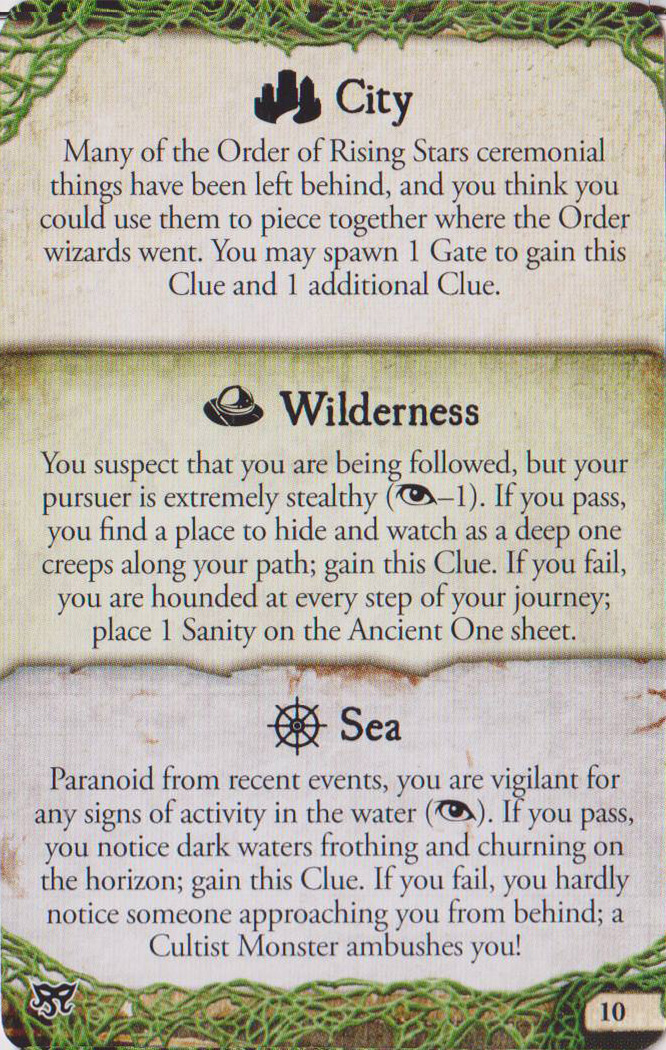 City
Many of the Order of Rising Stars ceremonial
things have been left behind, and you think you
could use them to piece together where the Order
wizards went. You may spawn 1 Gate to gain this
Clue and 1 additional Clue.
Wilderness
You suspect that you are being followed, but your
pursuer is extremely stealthy (–1). If you pass,
you find a place to hide and watch as a deep one
creeps along your path; gain this Clue. If you fail,
you are hounded at every step of your journey;
place 1 Sanity on the Ancient One sheet.
Sea
Paranoid from recent events, you are vigilant for
any signs of activity in the water (). If you pass,
you notice dark waters frothing and churning on
the horizon; gain this Clue. If you fail, you hardly
notice someone approaching you from behind; a
Cultist Monster ambushes you!
10